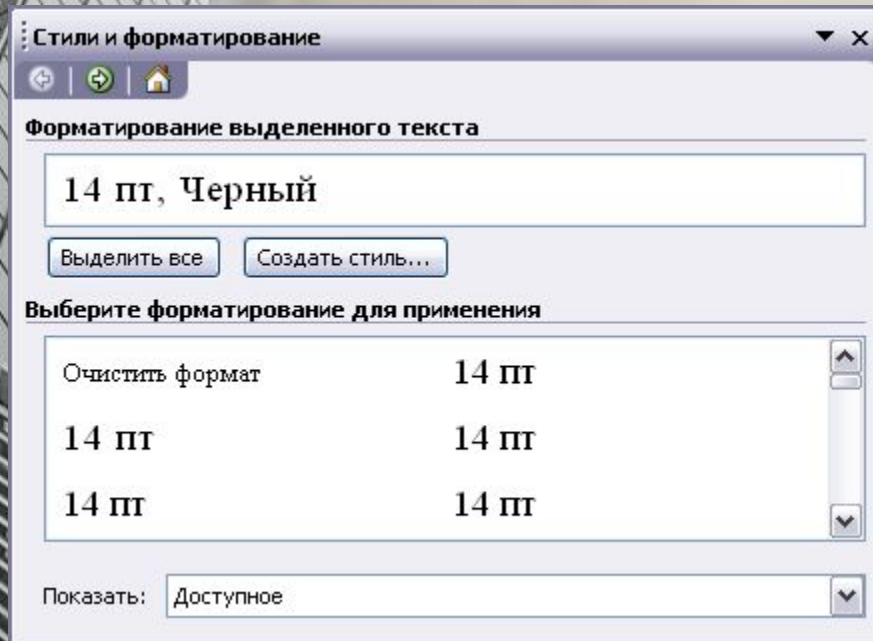 Стили и форматирование
Форматирование выделенного текста
14 пт, Черный
Выделить все Создать стиль...
Выберите форматирование для применения
Очистить формат 14 пт
14 пт 14 пт
14 пт 14 пт
Показать: Доступное